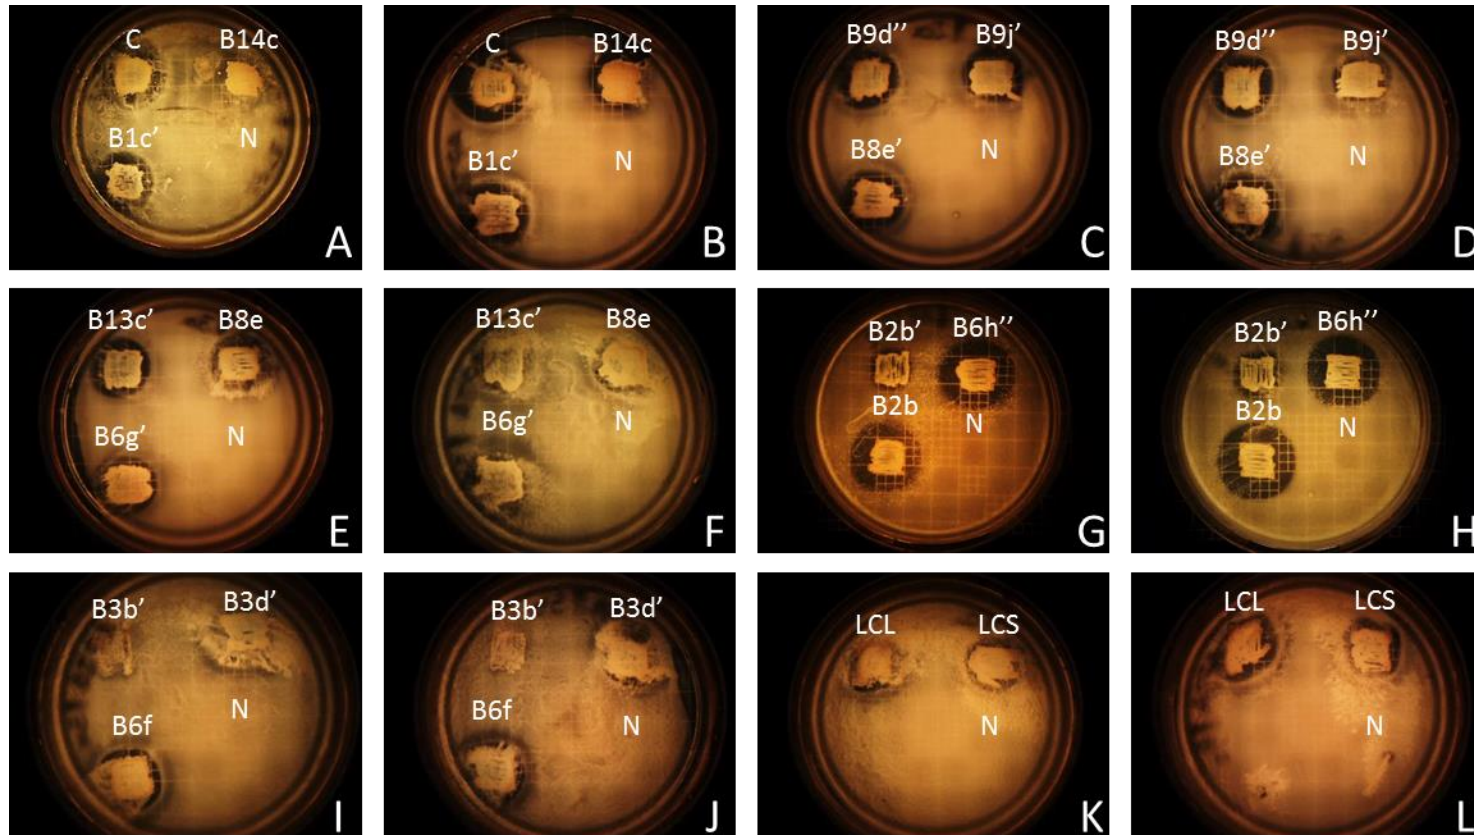 C B14c
B1c’ N
A
C B14c
B1c’ N
B
B9d’’ B9j’
B8e’ N
C
B9d’’ B9j’
B8e’ N
D
B13c’ B8e
B6g’ N
E
B13c’ B8e
B6g’ N
F
B2b’ B6h’’
B2b N
G
B2b’ B6h’’
B2b N
H
B3b’ B3d’
B6f N
I
B3b’ B3d’
B6f N
J
LCL LCS
N
K
LCL LCS
N
L